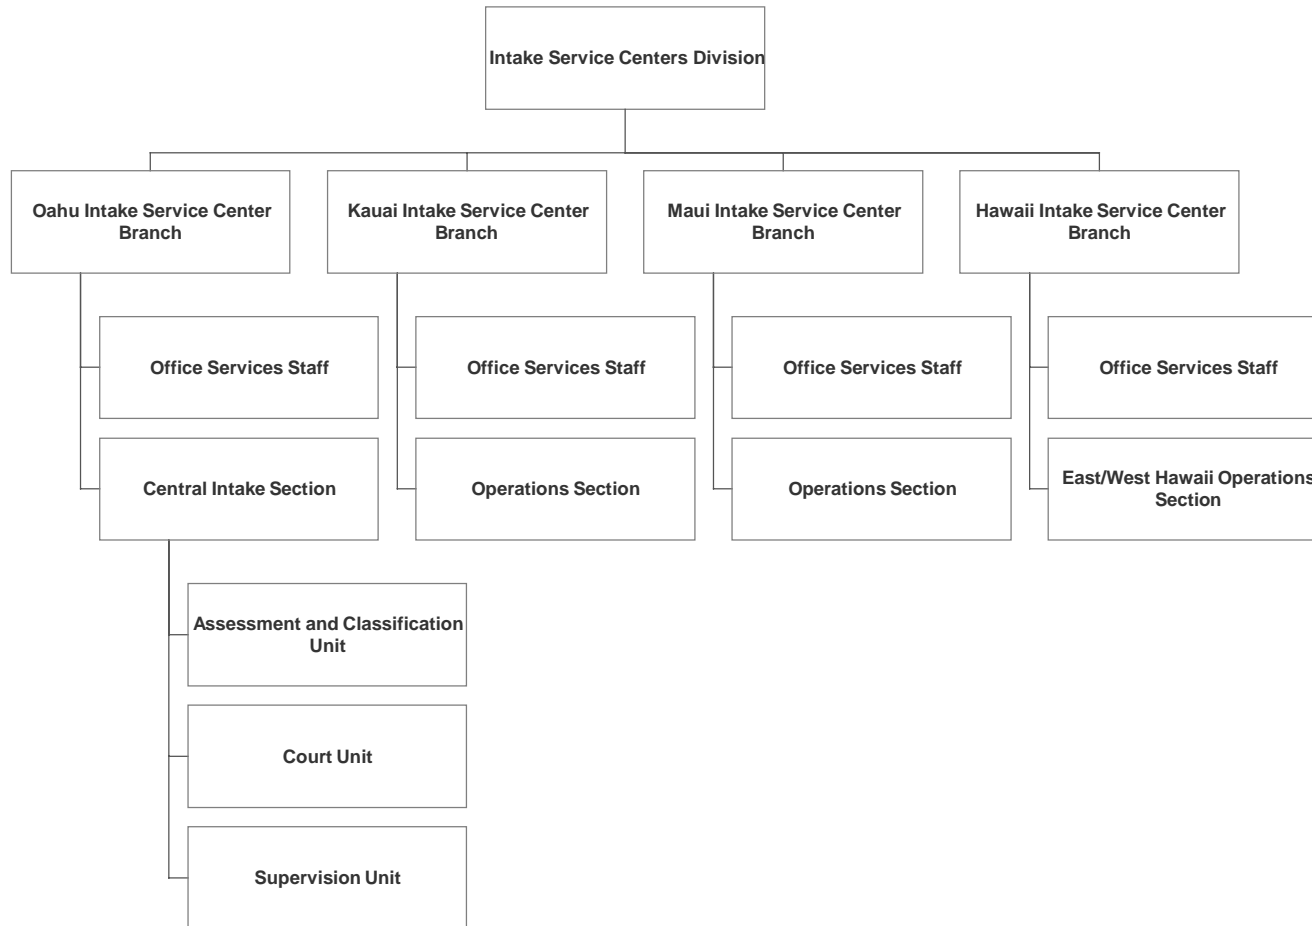 Intake Service Centers Division
Oahu Intake Service Center
Branch
Kauai Intake Service Center
Branch
Maui Intake Service Center
Branch
Hawaii Intake Service Center
Branch
Office Services Staff
Office Services Staff
Office Services Staff
Office Services Staff
Central Intake Section
Operations Section
Operations Section
East/West Hawaii Operations
Section
Assessment and Classification
Unit
Court Unit
Supervision Unit